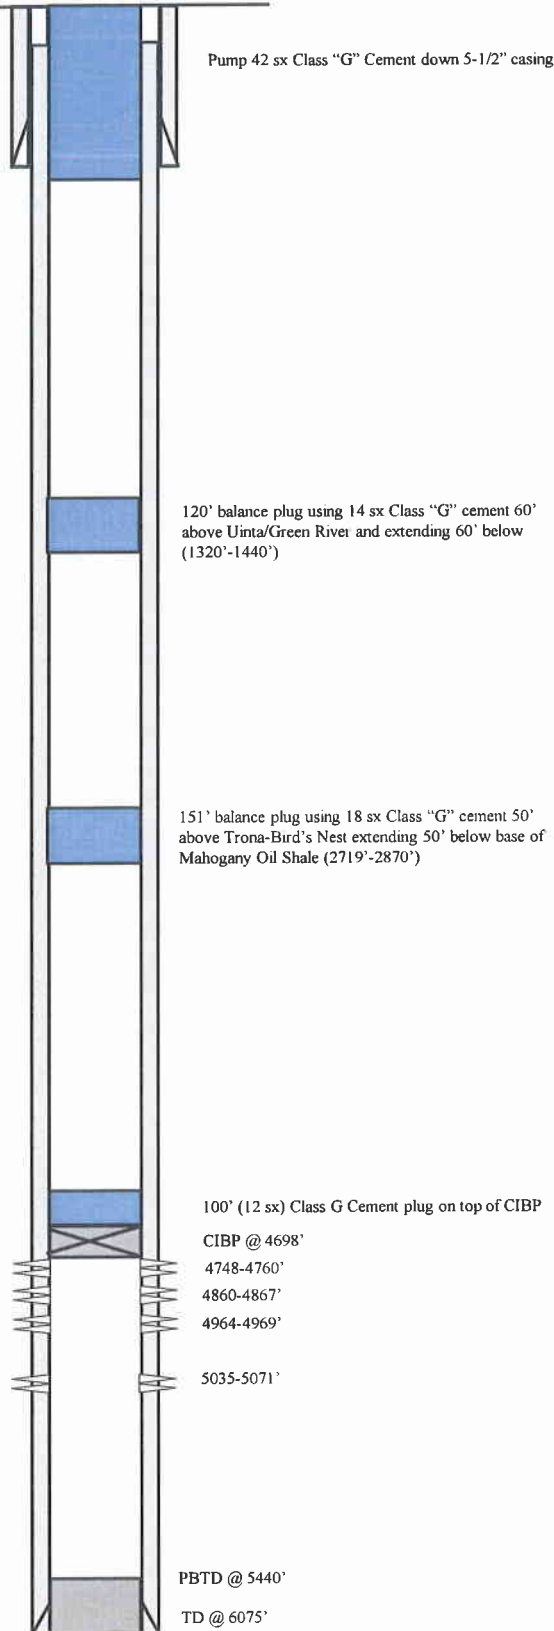 Pump 42 sx Class “G” Cement down 5-1/2” casing
120’ balance plug using 14 sx Class “G” cement 60’
above Uinta/Green River and extending 60’ below
(1320’-1440’)
151’ balance plug using 18 sx Class “G” cement 50’
above Trona-Bird’s Nest extending 50’ below base of
Mahogany Oil Shale (2719’-2870’)
100’ (12 sx) Class G Cement plug on top of CIBP
CIBP @ 4698’
4748-4760’
4860-4867’
4964-4969’
5035-5071’
PBTD @ 5440’
TD @ 6075’